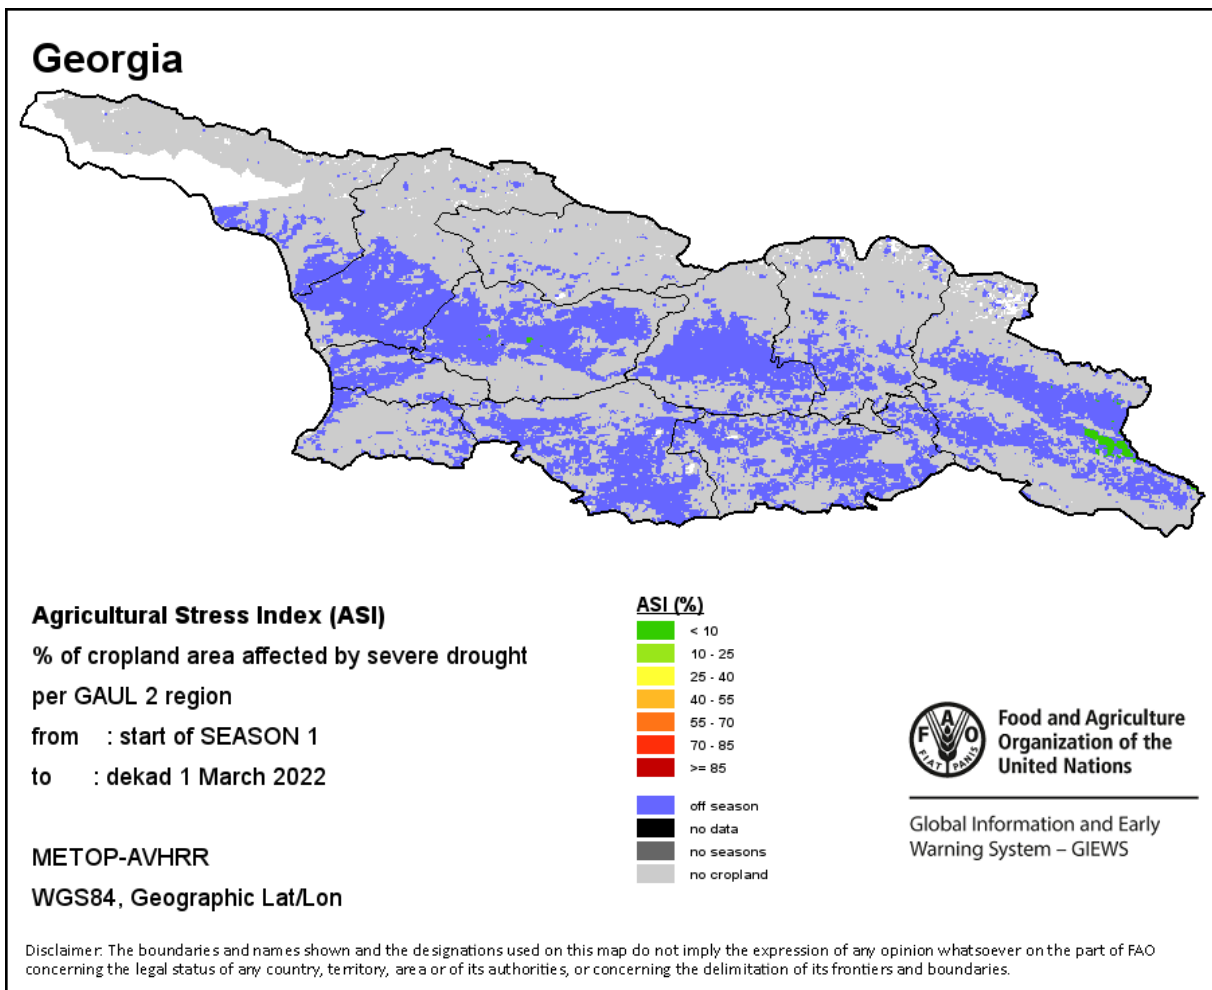 Georgia
Agricultural Stress Index (ASI)
% of cropland area affected by severe drought
per GAUL 2 region
from : start of SEASON 1
to : dekad 1 March 2022
METOP-AVHRR
WGS84, Geographic Lat/Lon
ASI (%)
< 10
10 - 25
25 - 40
40 - 55
55 - 70
70 - 85
>= 85
off season
no data
no seasons
no cropland
F A O
FIAT PANIS
Food and Agriculture
Organization of the
United Nations
Global Information and Early
Warning System – GIEWS
Disclaimer: The boundaries and names shown and the designations used on this map do not imply the expression of any opinion whatsoever on the part of FAO
concerning the legal status of any country, territory, area or of its authorities, or concerning the delimitation of its frontiers and boundaries.